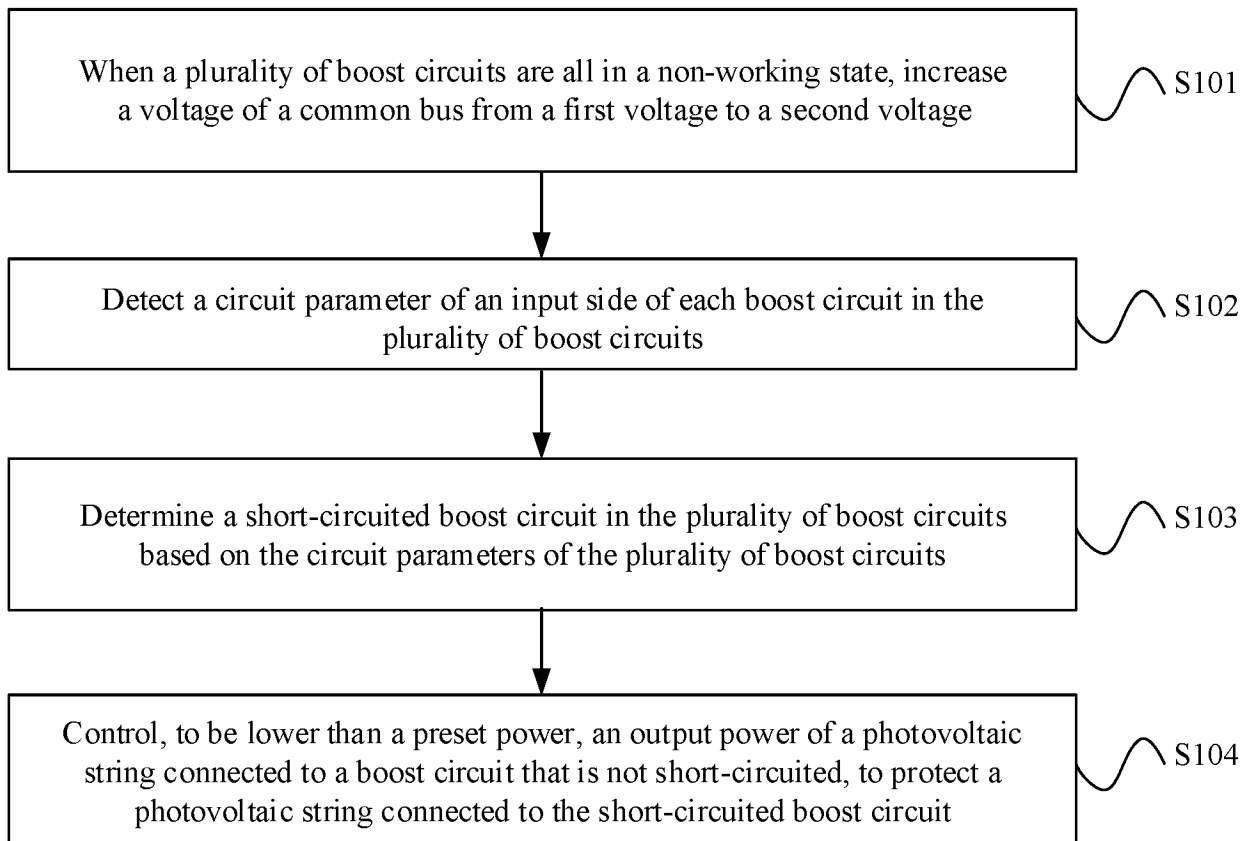 When a plurality of boost circuits are all in a non-working state, increase
a voltage of a common bus from a first voltage to a second voltage
S101
Detect a circuit parameter of an input side of each boost circuit in the
plurality of boost circuits
S102
Determine a short-circuited boost circuit in the plurality of boost circuits
based on the circuit parameters of the plurality of boost circuits
S103
Control, to be lower than a preset power, an output power of a photovoltaic
string connected to a boost circuit that is not short-circuited, to protect a
photovoltaic string connected to the short-circuited boost circuit
S104